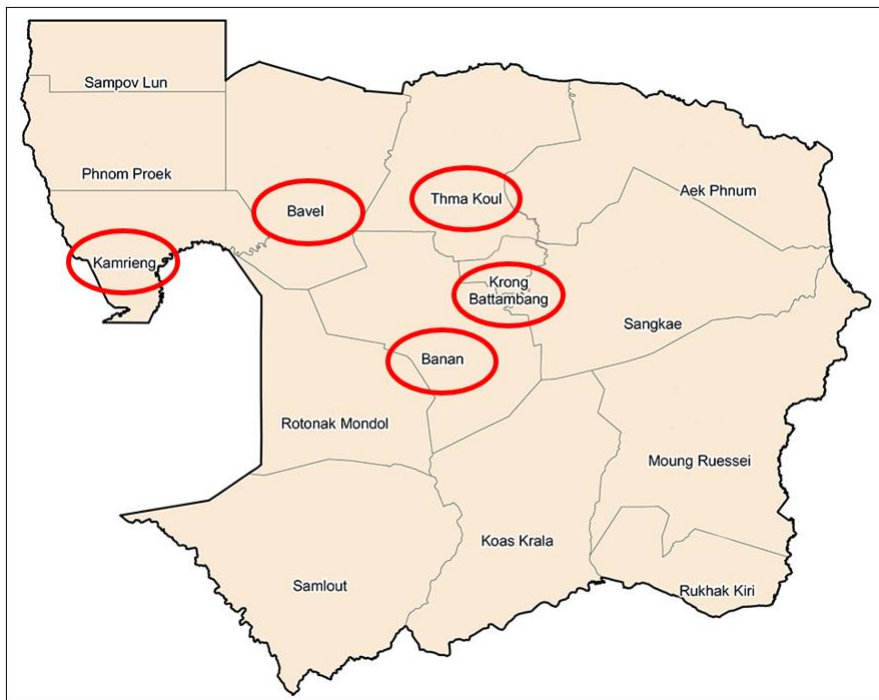 Sampov Lun
Phnom Proek
Aek Phnum
Thma Koul
Bavel
Kamrieng
Krong
Battambang
Sangkae
Banan
Rotonak Mondol
Moung Ruessei
Koas Krala
Samlout
Rukhak Kiri